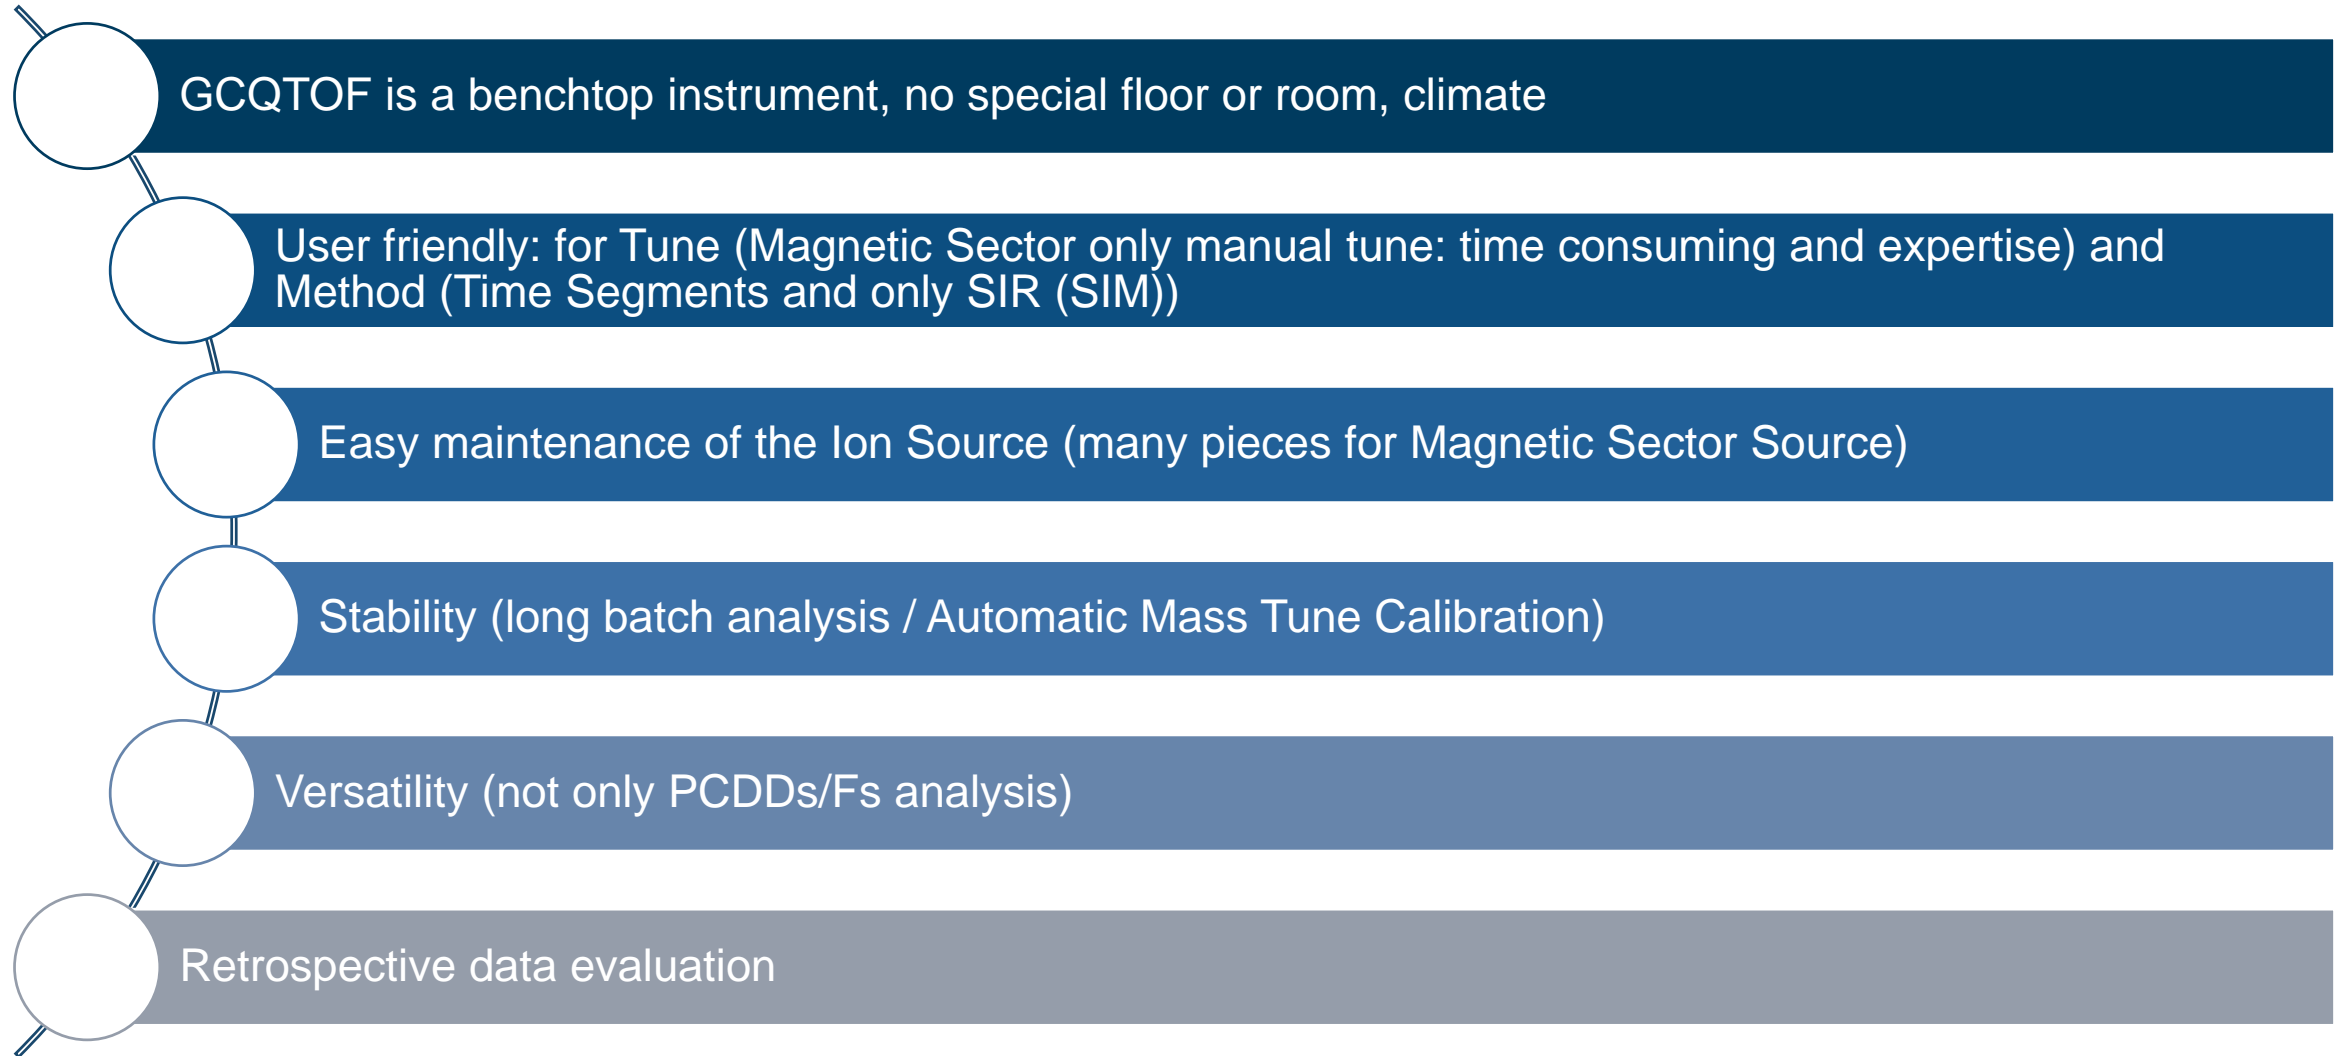 GCQTOF is a benchtop instrument, no special floor or room, climate
User friendly: for Tune (Magnetic Sector only manual tune: time consuming and expertise) and
Method (Time Segments and only SIR (SIM))
Easy maintenance of the Ion Source (many pieces for Magnetic Sector Source)
Stability (long batch analysis / Automatic Mass Tune Calibration)
Versatility (not only PCDDs/Fs analysis)
Retrospective data evaluation